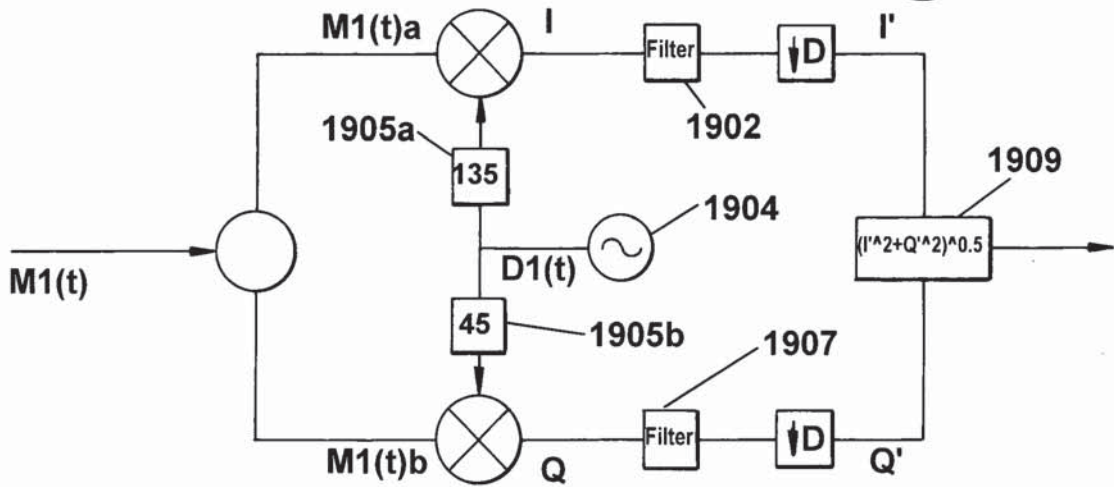 M1(t)a
I
Filter
D
I'
1902
1905a
135
1904
1909
(I'^2+Q'^2)^0.5
M1(t)
D1(t)
45
1905b
1907
M1(t)b
Q
Filter
D
Q'